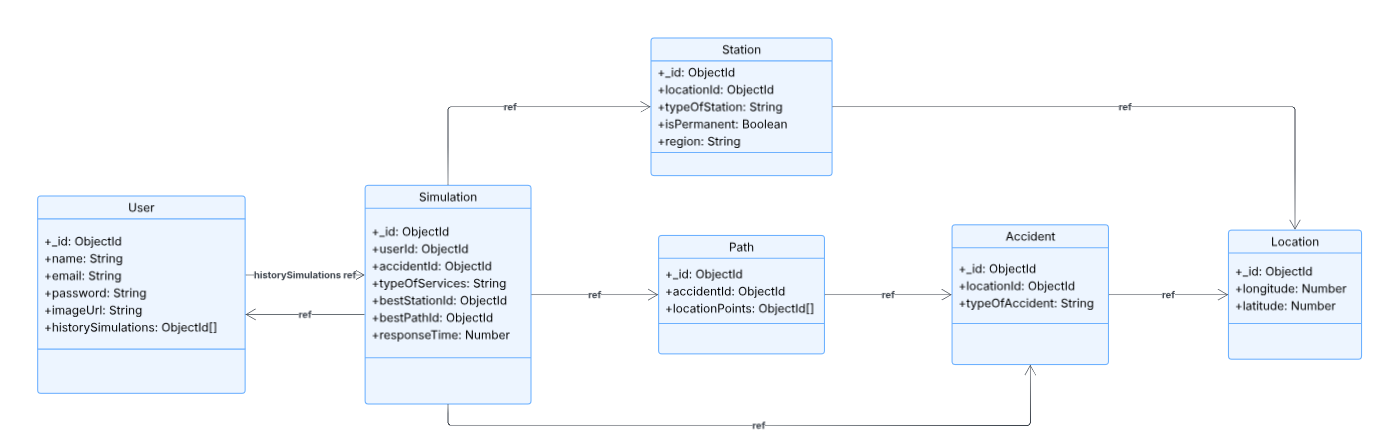 Station
+_id: ObjectId
+locationId: ObjectId
+typeOfStation: String
+isPermanent: Boolean
+region: String
ref
ref
User
+_id: ObjectId
+name: String
+email: String
+password: String
+imageUrl: String
+historySimulations: ObjectId[]
historySimulations ref
ref
Simulation
+_id: ObjectId
+userId: ObjectId
+accidentId: ObjectId
+typeOfServices: String
+bestStationId: ObjectId
+bestPathId: ObjectId
+responseTime: Number
ref
Path
+_id: ObjectId
+accidentId: ObjectId
+locationPoints: ObjectId[]
ref
Accident
+_id: ObjectId
+locationId: ObjectId
+typeOfAccident: String
ref
Location
+_id: ObjectId
+longitude: Number
+latitude: Number
ref